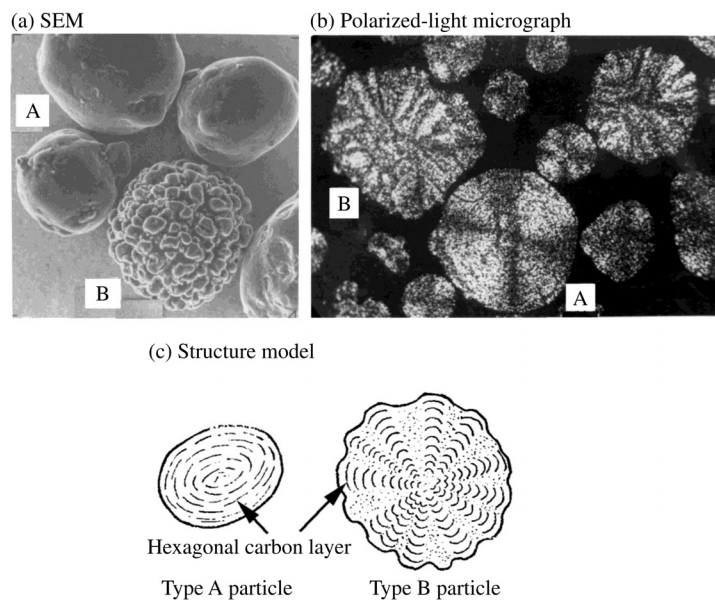 (a) SEM
(b) Polarized-light micrograph
A
B
B
A
(c) Structure model
Hexagonal carbon layer
Type A particle
Type B particle